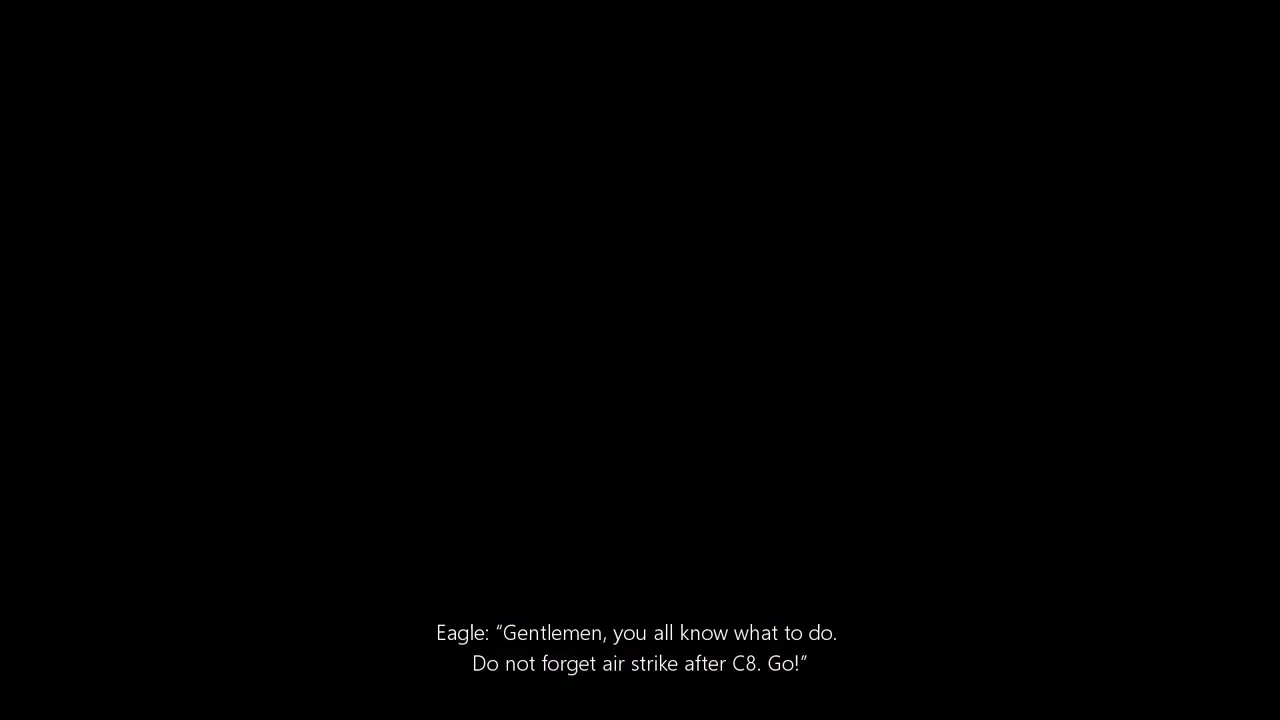 Eagle: “Gentlemen, you all know what to do.
Do not forget air strike after C8. Go!”